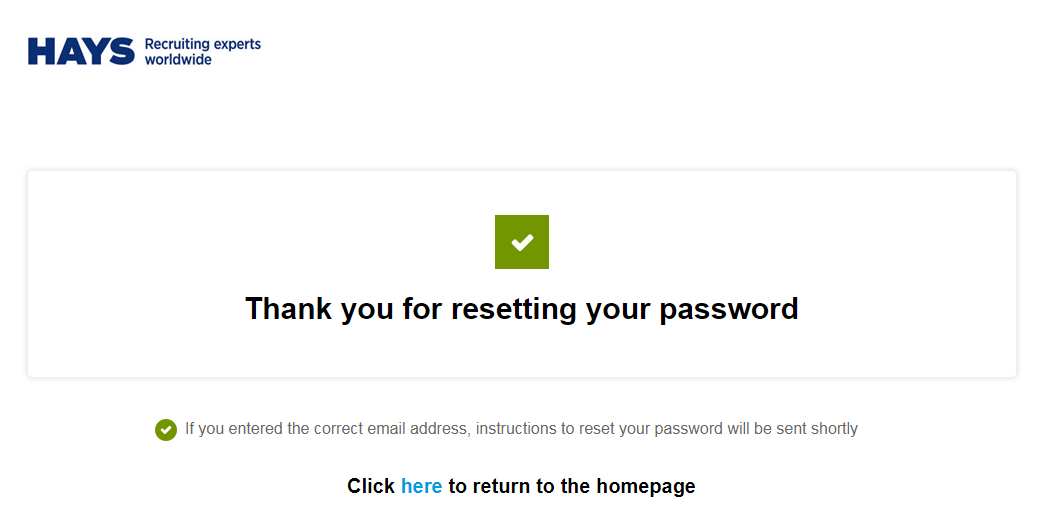 HAYS Recruiting experts
worldwide
Thank you for resetting your password
If you entered the correct email address, instructions to reset your password will be sent shortly
Click here to return to the homepage